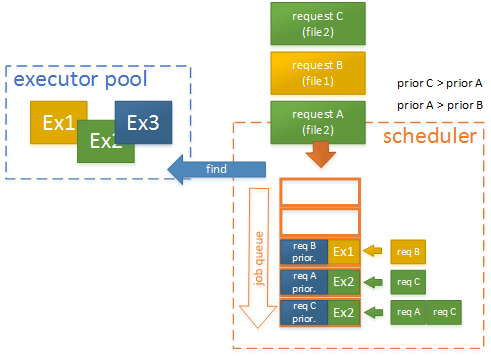 request C
(file2)
request B
(file1)
request A
(file2)
prior C > prior A
prior A > prior B
executor pool
Ex1
Ex2
Ex3
scheduler
find
job queue
req B
prior.
Ex1
req B
req A
prior.
Ex2
req C
req C
prior.
Ex2
req A
req C